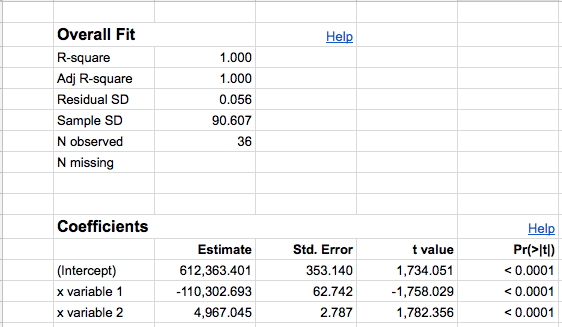 Overall Fit Help
R-square 1.000
Adj R-square 1.000
Residual SD 0.056
Sample SD 90.607
N observed 36
N missing
Coefficients Help
Estimate Std. Error t value Pr(>|t|)
(Intercept) 612,363.401 353.140 1,734.051 < 0.0001
x variable 1 -110,302.693 62.742 -1,758.029 < 0.0001
x variable 2 4,967.045 2.787 1,782.356 < 0.0001